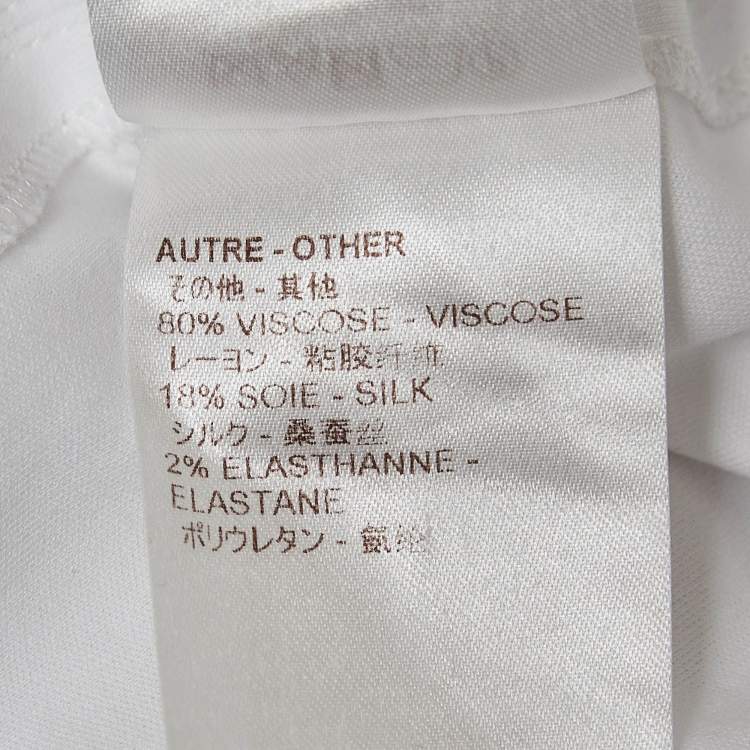 AUTRE - OTHER
その他 - 其他
80% VISCOSE - VISCOSE
レーヨン - 粘胶纤维
18% SOIE - SILK
シルク - 桑蚕丝
2% ELASTHANNE -
ELASTANE
ポリウレタン - 氨纶